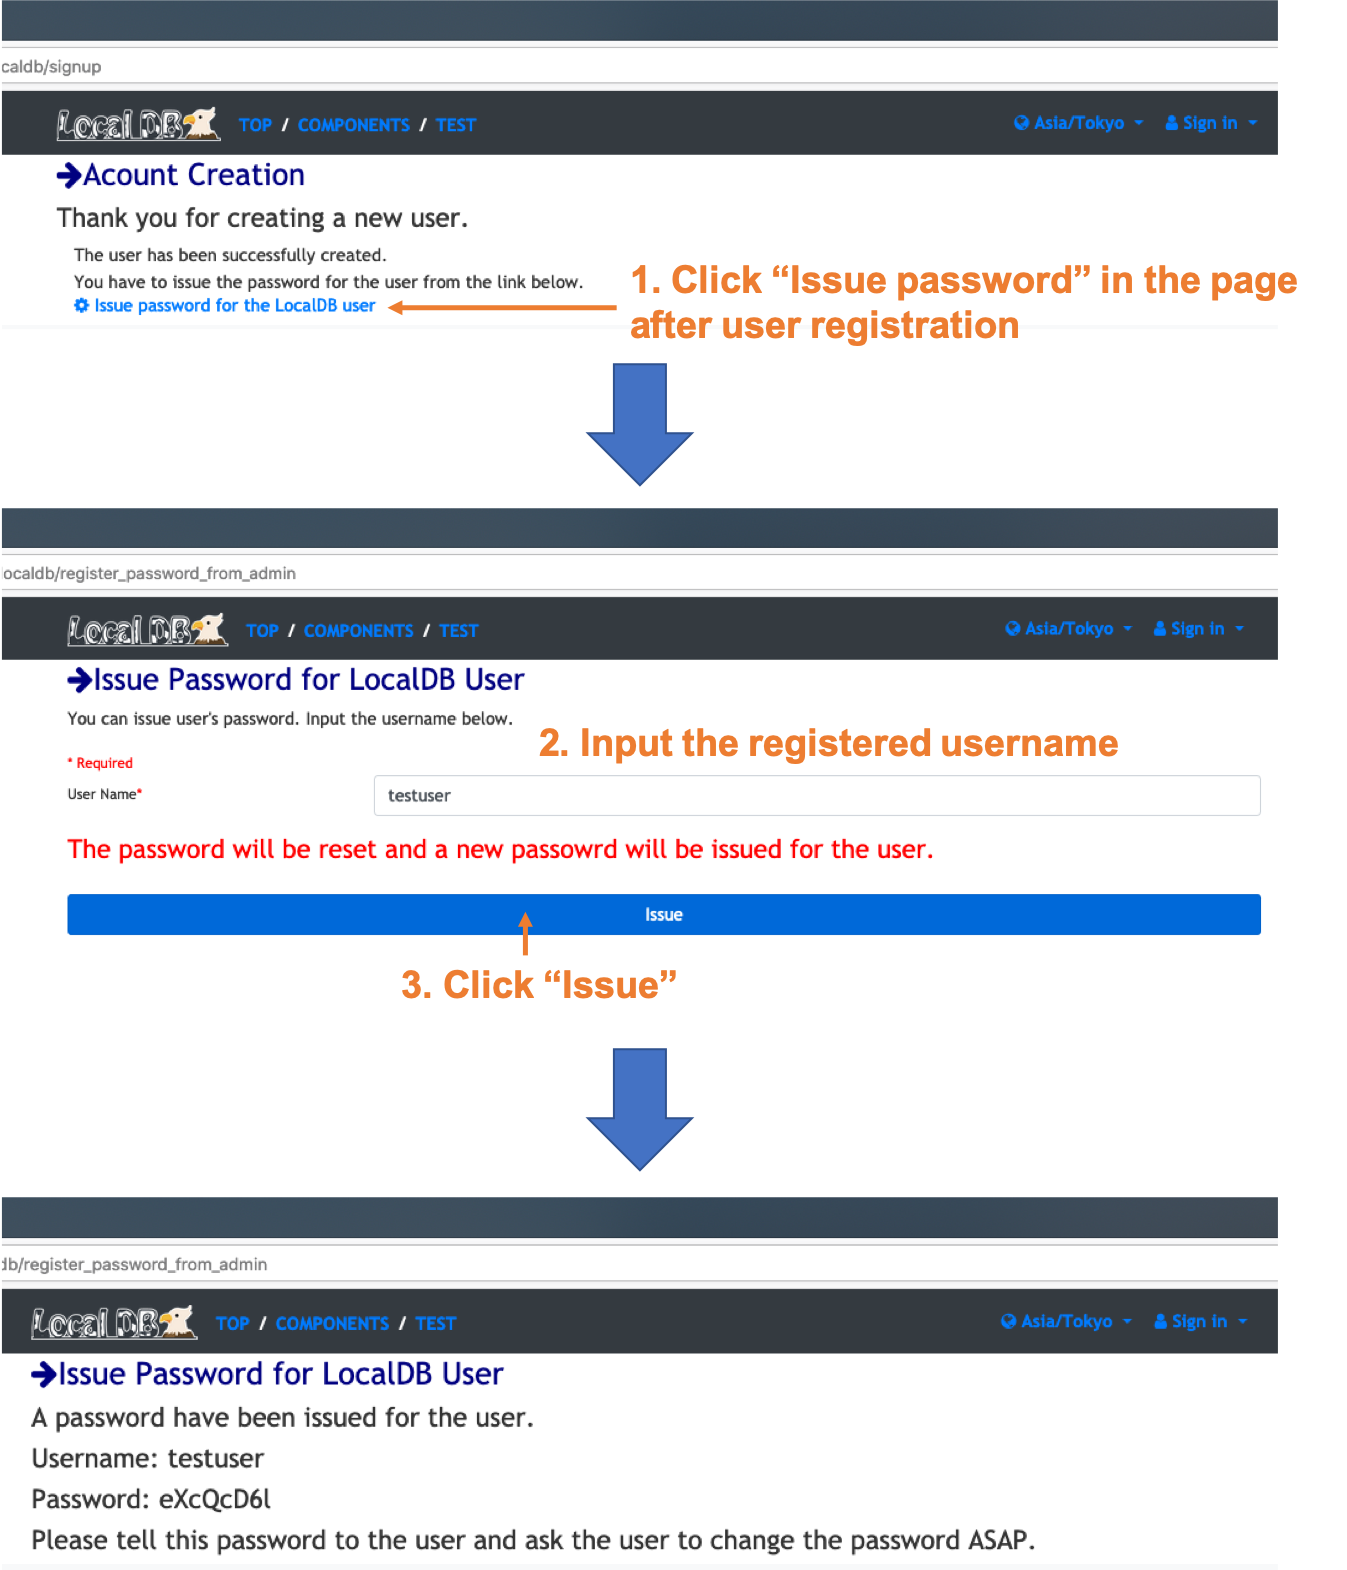 caldb/signup
Local DB TOP / COMPONENTS / TEST Asia/Tokyo Sign in
Acount Creation
Thank you for creating a new user.
The user has been successfully created.
You have to issue the password for the user from the link below.
Issue password for the LocalDB user
1. Click “Issue password” in the page
after user registration
localdb/register_password_from_admin
Local DB TOP / COMPONENTS / TEST Asia/Tokyo Sign in
Issue Password for LocalDB User
You can issue user's password. Input the username below.
2. Input the registered username
* Required
User Name*
testuser
The password will be reset and a new passowrd will be issued for the user.
Issue
3. Click “Issue”
db/register_password_from_admin
Local DB TOP / COMPONENTS / TEST Asia/Tokyo Sign in
Issue Password for LocalDB User
A password have been issued for the user.
Username: testuser
Password: eXcQcD6l
Please tell this password to the user and ask the user to change the password ASAP.